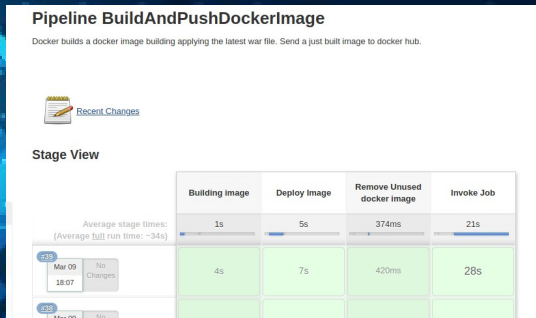 Pipeline BuildAndPushDockerImage
Docker builds a docker image building applying the latest war file. Send a just built image to docker hub.
Recent Changes
Stage View
Building image
Deploy Image
Remove Unused
docker image
Invoke Job
Average stage times:
(Average full run time: ~34s)
1s
5s
374ms
21s
#39
Mar 09
18:07
No
Changes
4s
7s
420ms
28s
#38
Mar 09
No